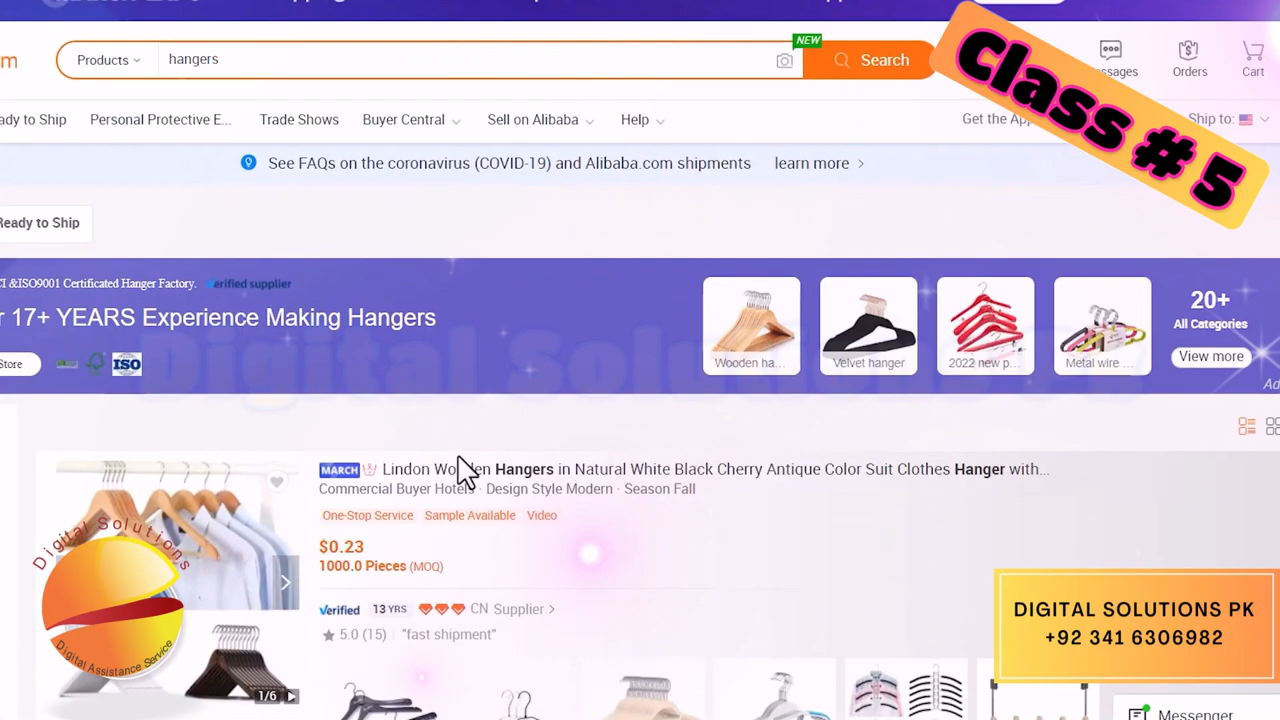 m
Products
hangers
NEW
Search
Class # 5
ssages
Orders
Cart
ady to Ship
Personal Protective E...
Trade Shows
Buyer Central
Sell on Alibaba
Help
Get the App
Ship to:
See FAQs on the coronavirus (COVID-19) and Alibaba.com shipments
learn more
Ready to Ship
CI &ISO9001 Certificated Hanger Factory.
Verified supplier
r 17+ YEARS Experience Making Hangers
Store
ISO
Wooden ha...
Velvet hanger
2022 new p...
Metal wire ...
20+
All Categories
View more
Ad
Digital Solutions
MARCH
Lindon Wooden Hangers in Natural White Black Cherry Antique Color Suit Clothes Hanger with...
Commercial Buyer Hotels · Design Style Modern · Season Fall
One-Stop Service
Sample Available
Video
$0.23
1000.0 Pieces (MOQ)
Verified
13 YRS
CN Supplier
5.0 (15)
"fast shipment"
1/6
Digital Solutions
Digital Assistance Service
DIGITAL SOLUTIONS PK
+92 341 6306982
Messenger